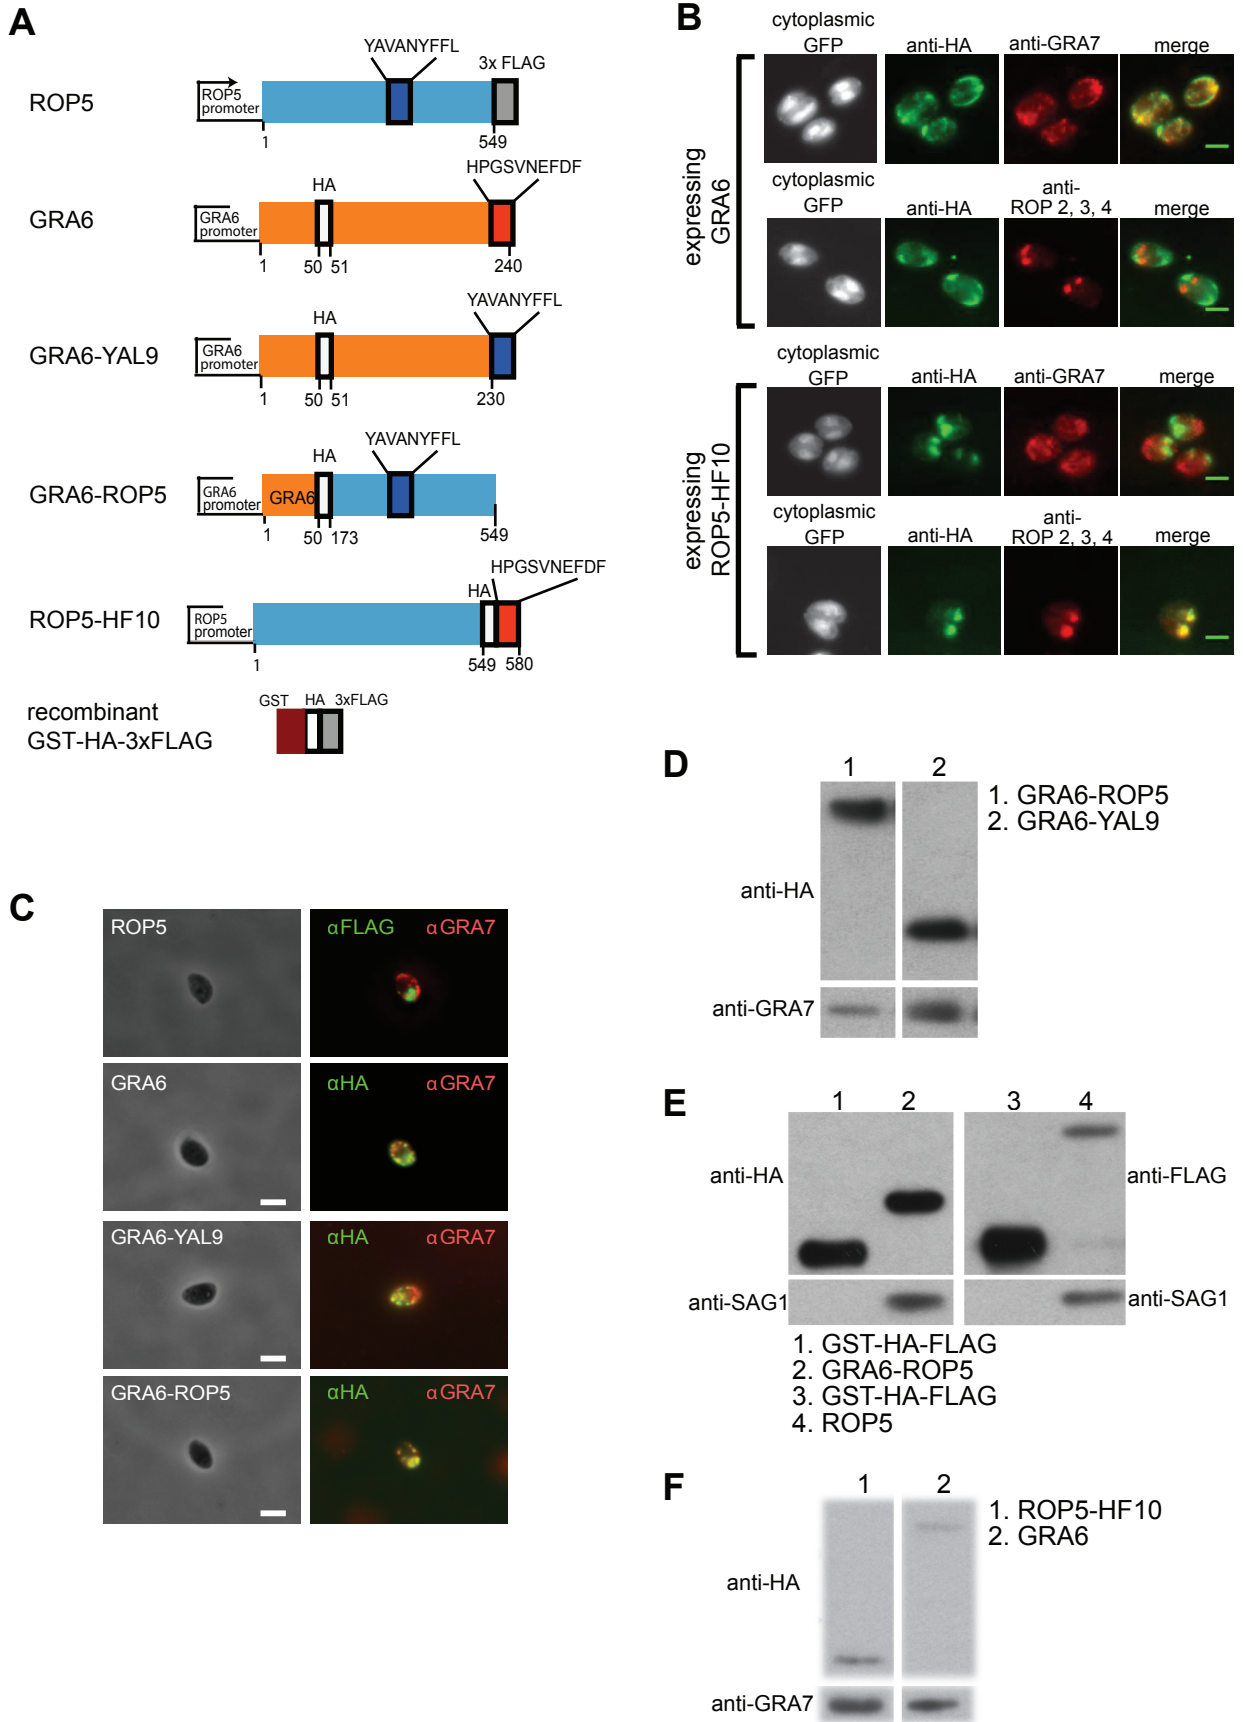 A
ROP5
ROP5 promoter
YAVANYFFL
3x FLAG
1
549
GRA6
GRA6 promoter
HA
HPGSVNEFDF
1
50 51
240
GRA6-YAL9
GRA6 promoter
HA
YAVANYFFL
1
50 51
230
GRA6-ROP5
GRA6 promoter
GRA6
HA
YAVANYFFL
1
50 173
549
ROP5-HF10
ROP5 promoter
HA
HPGSVNEFDF
1
549 580
recombinant
GST-HA-3xFLAG
GST HA 3xFLAG
B
expressing
GRA6
cytoplasmic
GFP anti-HA anti-GRA7 merge
cytoplasmic
GFP anti-HA anti-
ROP 2, 3, 4 merge
expressing
ROP5-HF10
cytoplasmic
GFP anti-HA anti-GRA7 merge
cytoplasmic
GFP anti-HA anti-
ROP 2, 3, 4 merge
C
ROP5 αFLAG αGRA7
GRA6 αHA αGRA7
GRA6-YAL9 αHA αGRA7
GRA6-ROP5 αHA αGRA7
D
1 2
1. GRA6-ROP5
2. GRA6-YAL9
anti-HA
anti-GRA7
E
1 2 3 4
anti-HA
anti-FLAG
anti-SAG1
anti-SAG1
1. GST-HA-FLAG
2. GRA6-ROP5
3. GST-HA-FLAG
4. ROP5
F
1 2
1. ROP5-HF10
2. GRA6
anti-HA
anti-GRA7